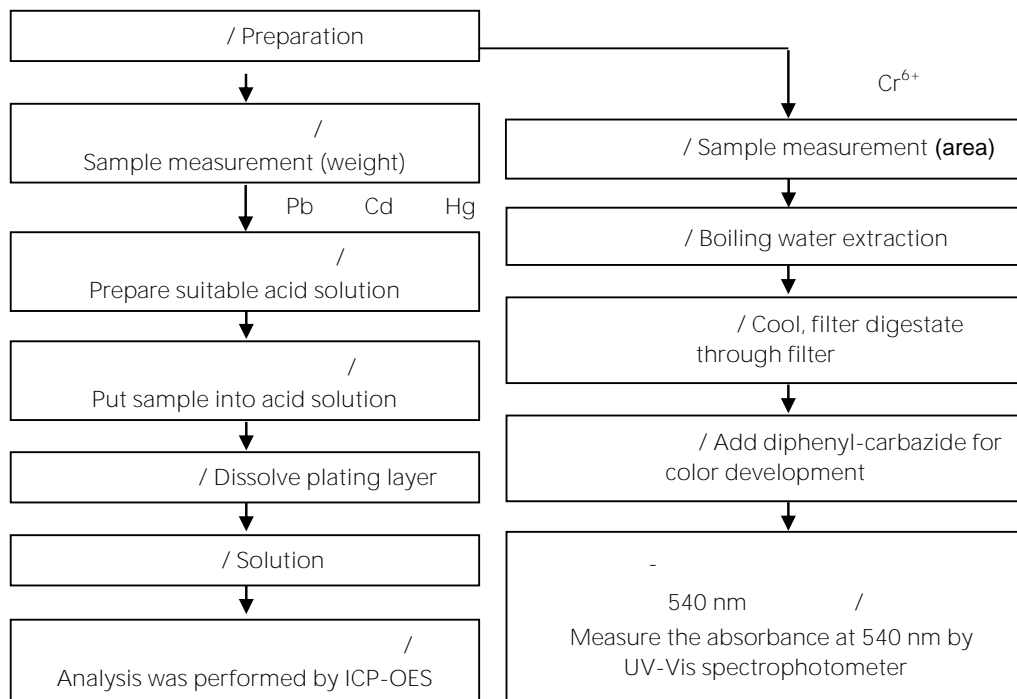 / Preparation
/
Sample measurement (weight)
Pb Cd Hg
/
Prepare suitable acid solution
/
Put sample into acid solution
/ Dissolve plating layer
/ Solution
/
Analysis was performed by ICP-OES
Cr⁶⁺
/ Sample measurement (area)
/ Boiling water extraction
/ Cool, filter digestate
through filter
/ Add diphenyl-carbazide for
color development
-
540 nm /
Measure the absorbance at 540 nm by
UV-Vis spectrophotometer